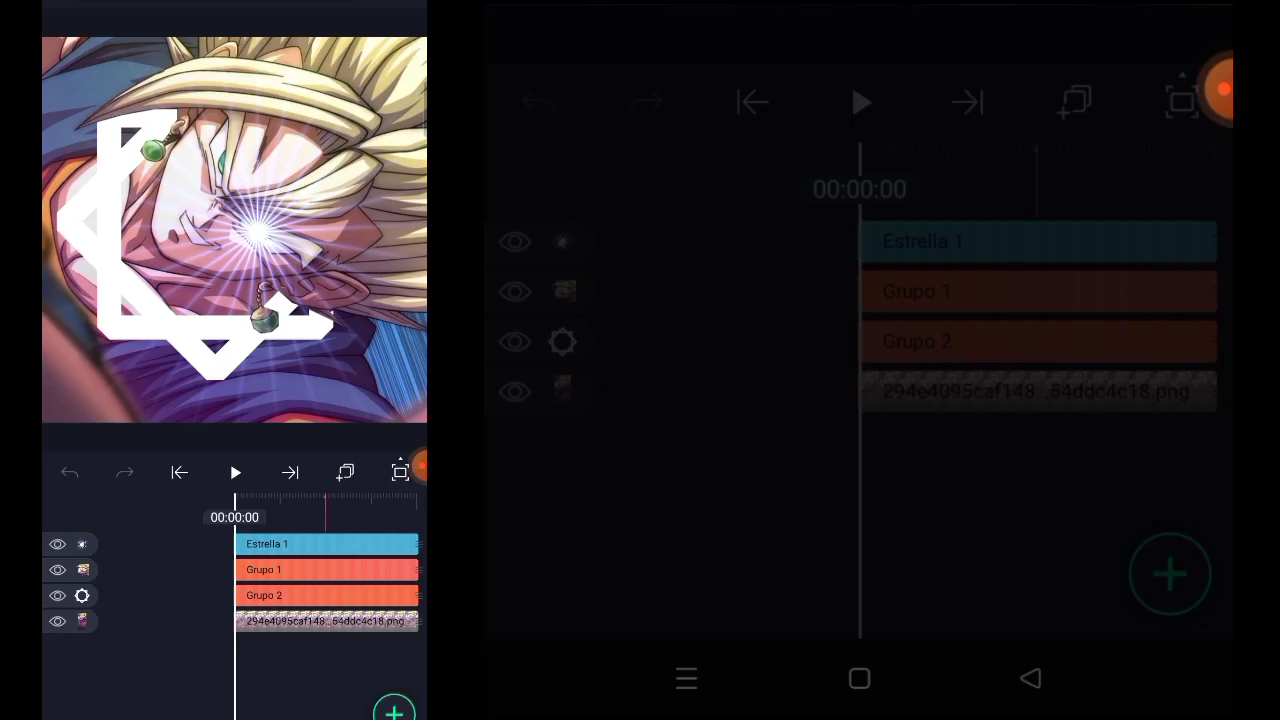 00:00:00
Estrella 1
Grupo 1
Grupo 2
294e4095caf148...54ddc4c18.png
00:00:00
Estrella 1
Grupo 1
Grupo 2
294e4095caf148...54ddc4c18.png